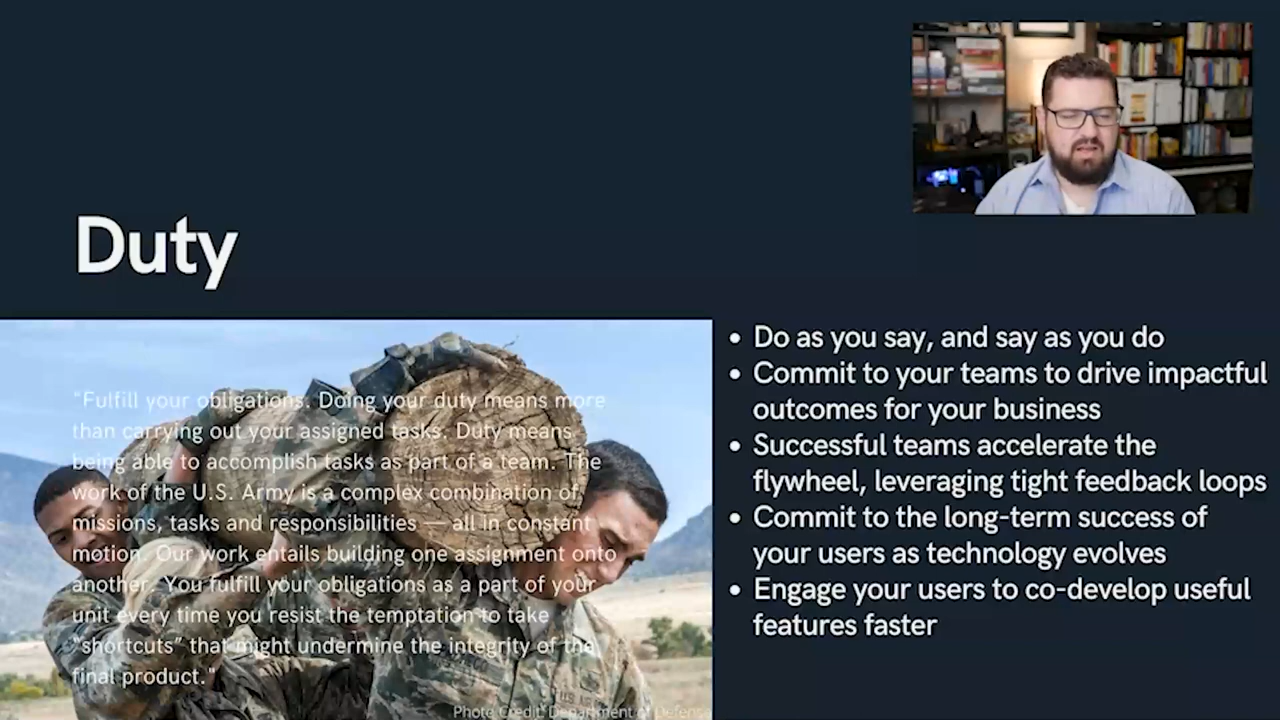 Duty
"Fulfill your obligations. Doing your duty means more
than carrying out your assigned tasks. Duty means
being able to accomplish tasks as part of a team. The
work of the U.S. Army is a complex combination of
missions, tasks and responsibilities — all in constant
motion. Our work entails building one assignment onto
another. You fulfill your obligations as a part of your
unit every time you resist the temptation to take
"shortcuts" that might undermine the integrity of the
final product."
Photo Credit: Department of Defense
• Do as you say, and say as you do
• Commit to your teams to drive impactful
outcomes for your business
• Successful teams accelerate the
flywheel, leveraging tight feedback loops
• Commit to the long-term success of
your users as technology evolves
• Engage your users to co-develop useful
features faster